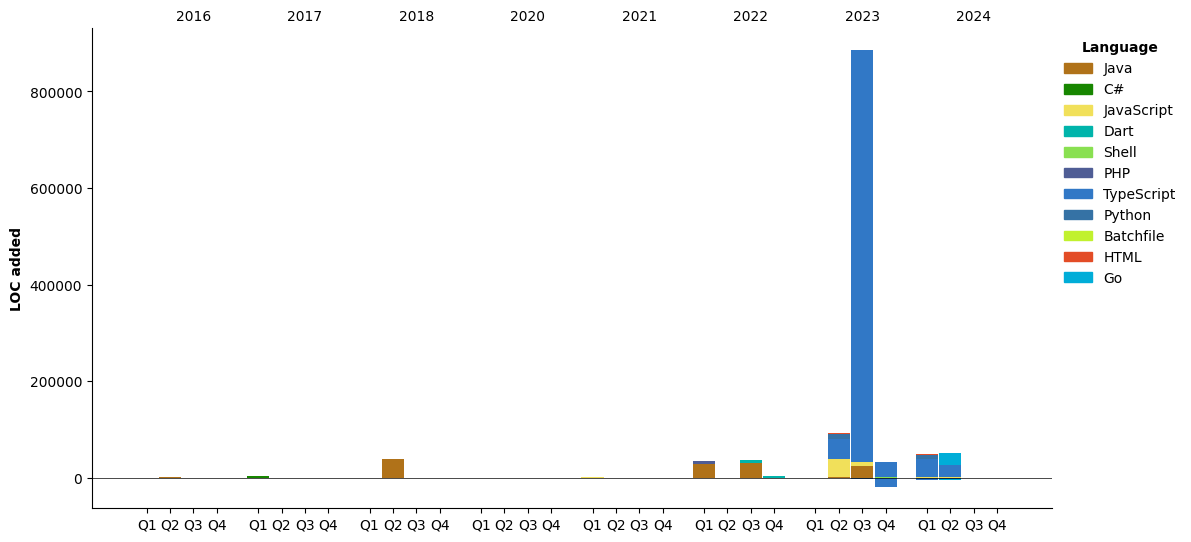 2016 2017 2018 2020 2021 2022 2023 2024
Language
Java
C#
JavaScript
Dart
Shell
PHP
TypeScript
Python
Batchfile
HTML
Go
LOC added
800000
600000
400000
200000
0
Q1 Q2 Q3 Q4 Q1 Q2 Q3 Q4 Q1 Q2 Q3 Q4 Q1 Q2 Q3 Q4 Q1 Q2 Q3 Q4 Q1 Q2 Q3 Q4 Q1 Q2 Q3 Q4 Q1 Q2 Q3 Q4